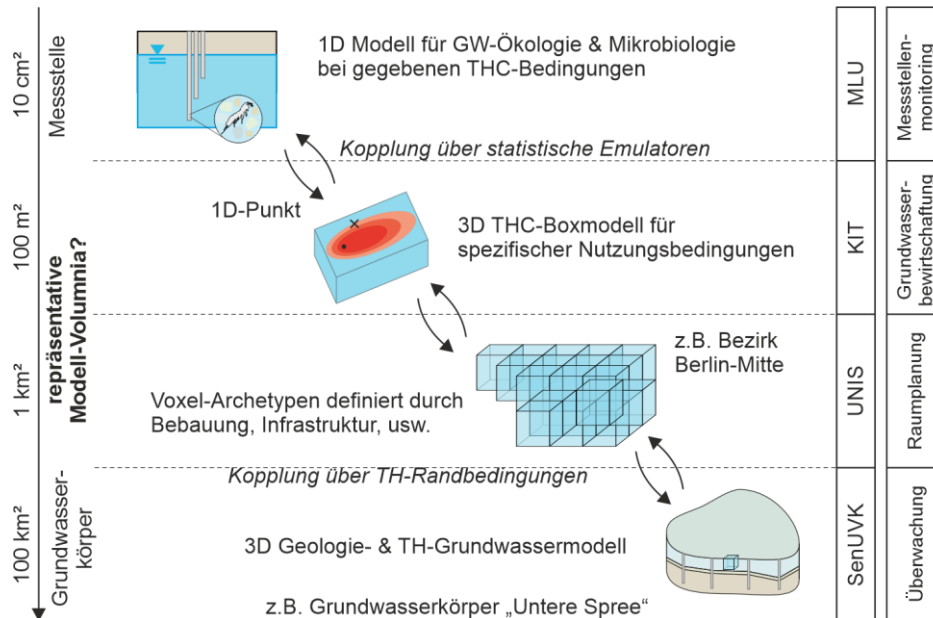 10 cm²
Messstelle
1D Modell für GW-Ökologie & Mikrobiologie
bei gegebenen THC-Bedingungen
MLU
Messstellen-
monitoring
Kopplung über statistische Emulatoren
100 m²
repräsentative
Modell-Volumnia?
1D-Punkt
3D THC-Boxmodell für
spezifischer Nutzungsbedingungen
KIT
Grundwasser-
bewirtschaftung
1 km²
z.B. Bezirk
Berlin-Mitte
Voxel-Archetypen definiert durch
Bebauung, Infrastruktur, usw.
UNIS
Raumplanung
Kopplung über TH-Randbedingungen
100 km²
Grundwasser-
körper
3D Geologie- & TH-Grundwassermodell
z.B. Grundwasserkörper „Untere Spree“
SenUVK
Überwachung